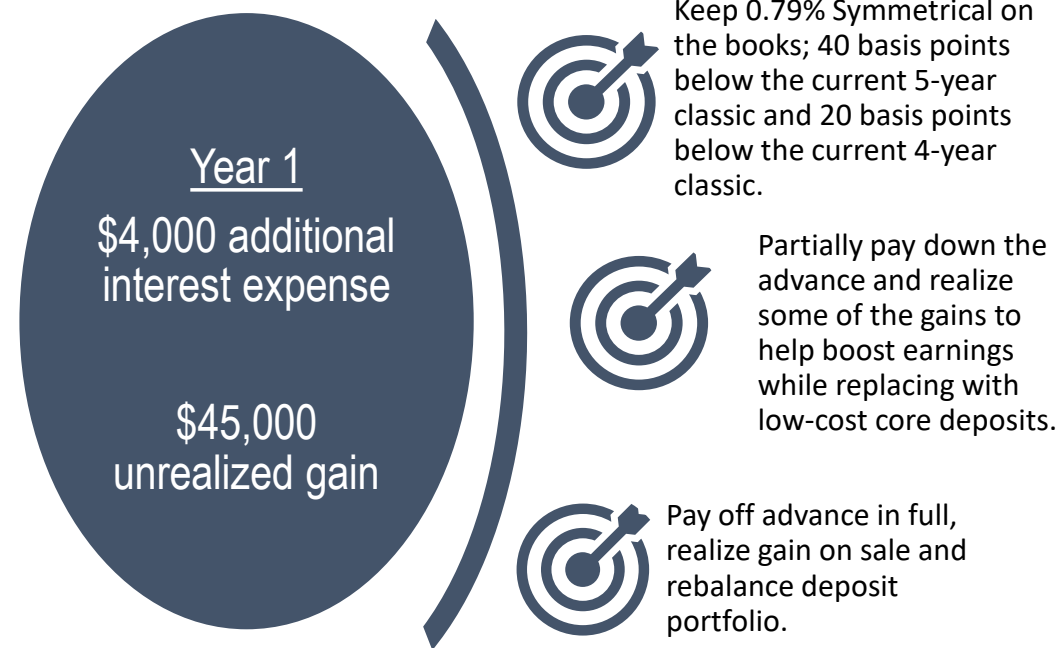 Year 1
$4,000 additional
interest expense
$45,000
unrealized gain
Keep 0.79% Symmetrical on
the books; 40 basis points
below the current 5-year
classic and 20 basis points
below the current 4-year
classic.
Partially pay down the
advance and realize
some of the gains to
help boost earnings
while replacing with
low-cost core deposits.
Pay off advance in full,
realize gain on sale and
rebalance deposit
portfolio.